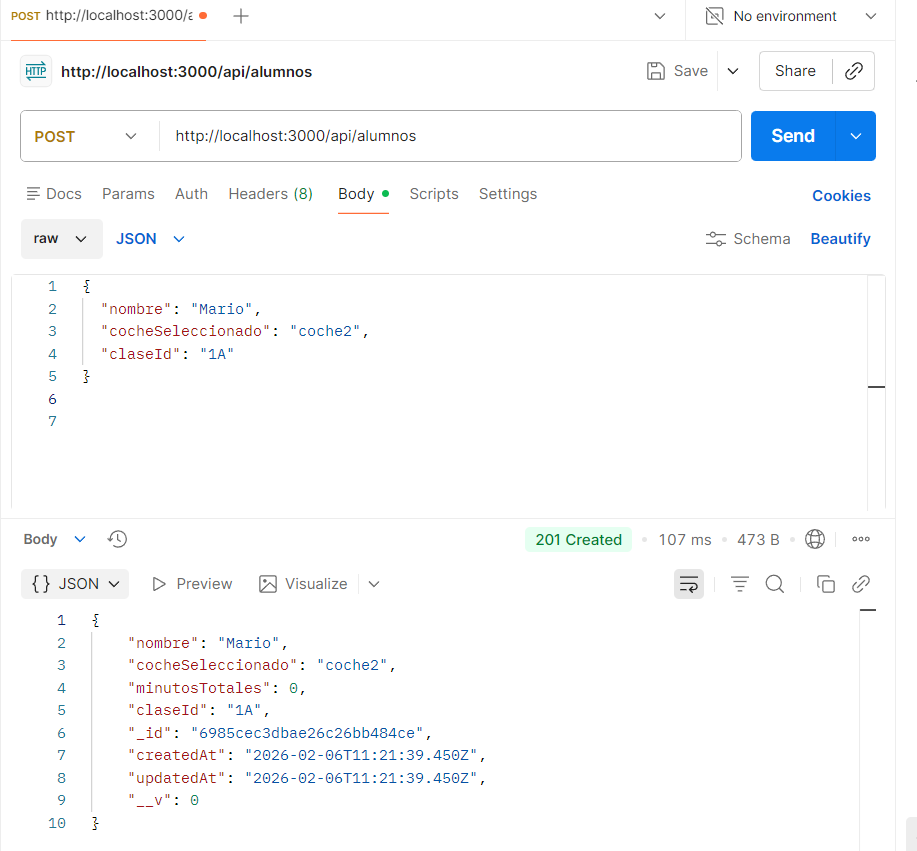 POST http://localhost:3000/a
No environment
HTTP http://localhost:3000/api/alumnos
Save
Share
POST http://localhost:3000/api/alumnos
Send
Docs Params Auth Headers (8) Body Scripts Settings Cookies
raw JSON Schema Beautify
1 {
2 "nombre": "Mario",
3 "cocheSeleccionado": "coche2",
4 "claseId": "1A"
5 }
6
7
Body 201 Created 107 ms 473 B
{} JSON Preview Visualize
1 {
2 "nombre": "Mario",
3 "cocheSeleccionado": "coche2",
4 "minutosTotales": 0,
5 "claseId": "1A",
6 "_id": "6985cec3dbae26c26bb484ce",
7 "createdAt": "2026-02-06T11:21:39.450Z",
8 "updatedAt": "2026-02-06T11:21:39.450Z",
9 "__v": 0
10 }